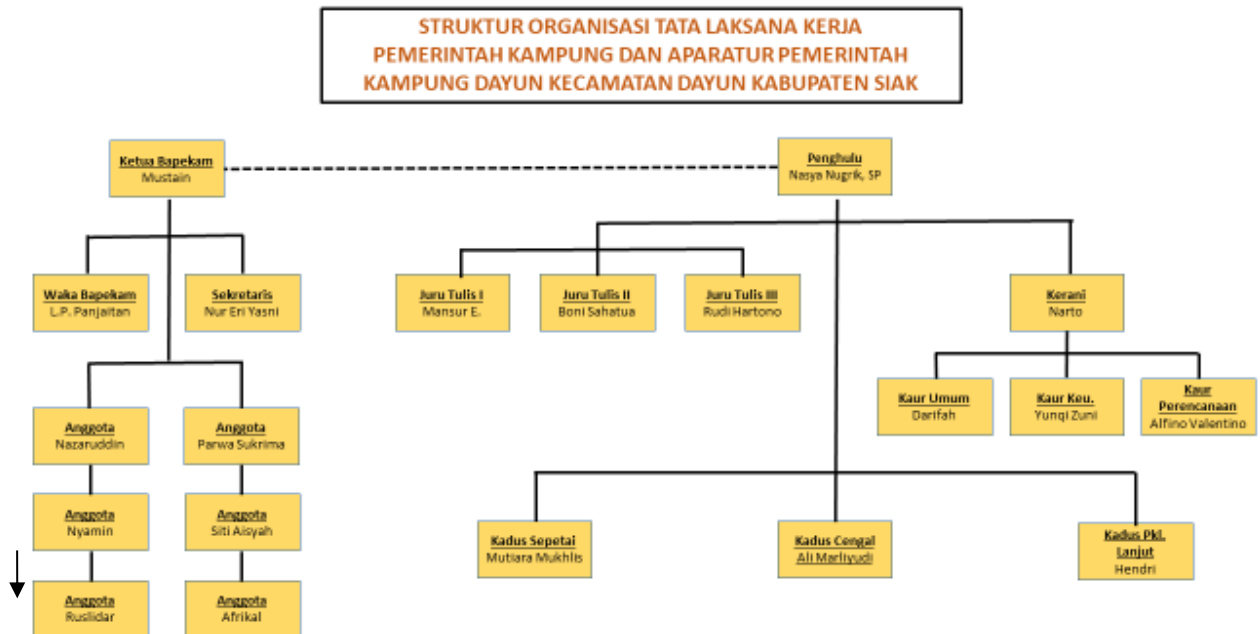 STRUKTUR ORGANISASI TATA LAKSANA KERJA
PEMERINTAH KAMPUNG DAN APARATUR PEMERINTAH
KAMPUNG DAYUN KECAMATAN DAYUN KABUPATEN SIAK
Ketua Bapekam
Mustain
Penghulu
Nasya Nugrik, SP
Waka Bapekam
L.P. Panjaitan
Sekretaris
Nur Eri Yasni
Juru Tulis I
Mansur E.
Juru Tulis II
Boni Sahatua
Juru Tulis III
Rudi Hartono
Kerani
Narto
Kaur Umum
Darifah
Kaur Keu.
Yunqi Zuni
Kaur
Perencanaan
Alfino Valentino
Anggota
Nazaruddin
Anggota
Parwa Sukrima
Anggota
Nyamin
Anggota
Siti Aisyah
Anggota
Ruslidar
Anggota
Afrikal
Kadus Sepetai
Mutiara Mukhlis
Kadus Cengal
Ali Marliyudi
Kadus Pkl.
Lanjut
Hendri